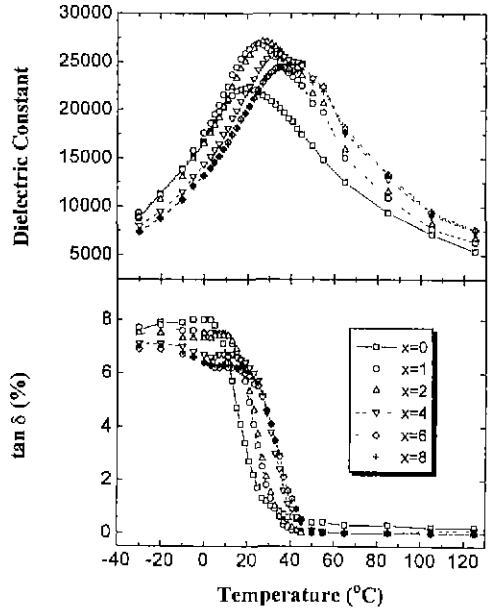 30000
25000
20000
15000
10000
5000
Dielectric Constant
8
6
4
2
0
tan δ (%)
x=0
x=1
x=2
x=4
x=6
x=8
-40 -20 0 20 40 60 80 100 120
Temperature (°C)